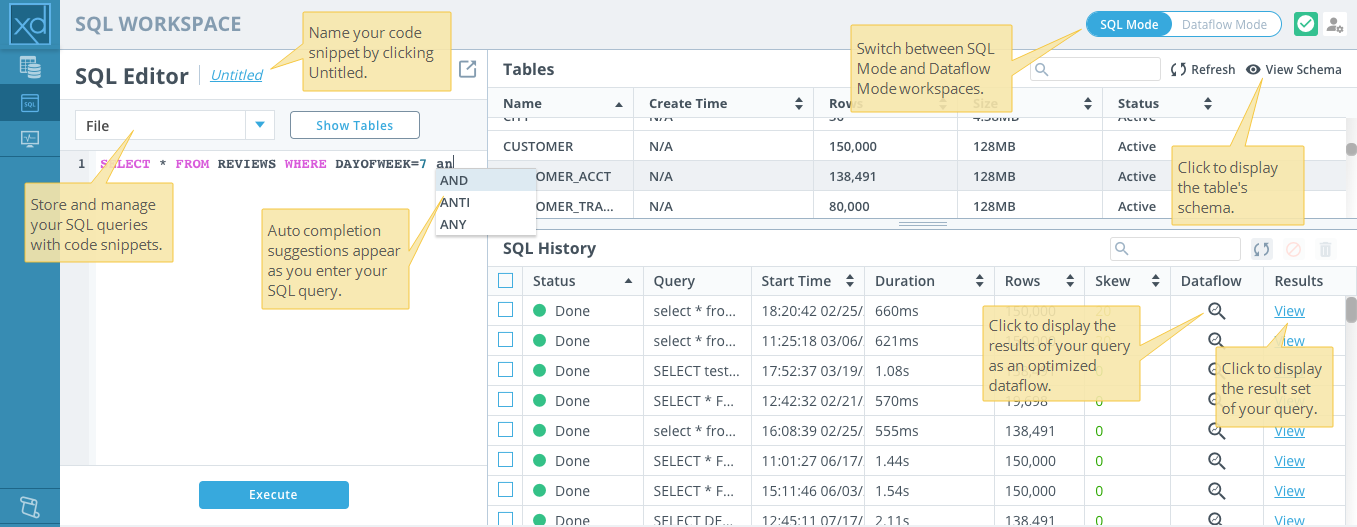 xd
SQL WORKSPACE
SQL Mode
Dataflow Mode
Name your code
snippet by clicking
Untitled.
Switch between SQL
Mode and Dataflow
Mode workspaces.
SQL Editor
Untitled
File
Show Tables
1
SELECT * FROM REVIEWS WHERE DAYOFWEEK=7 an
AND
ANTI
ANY
Store and manage
your SQL queries
with code snippets.
Auto completion
suggestions appear
as you enter your
SQL query.
Execute
SQL
Tables
Refresh
View Schema
Name Create Time Rows Size Status
CITY N/A 50 4.38MB Active
CUSTOMER N/A 150,000 128MB Active
OMER_ACCT N/A 138,491 128MB Active
OMER_TRA... N/A 80,000 128MB Active
Click to display
the table's
schema.
SQL History
Status Query Start Time Duration Rows Skew Dataflow Results
Done select * fro... 18:20:42 02/25/ 660ms 150,000 20 View
Done select * fro... 11:25:18 03/06/ 621ms View
Done SELECT test... 17:52:37 03/19/ 1.08s
Done SELECT * F... 12:42:32 02/21/ 570ms 19,698 0
Done select * fro... 16:08:39 02/25/ 555ms 138,491 0 View
Done SELECT * F... 11:01:27 06/17/ 1.44s 150,000 0 View
Done SELECT * F... 15:11:46 06/03/ 1.54s 150,000 0 View
Done SELECT DE... 12:45:11 07/17/ 2.11s 150,000 0 View
Click to display the
results of your query
as an optimized
dataflow.
Click to display
the result set
of your query.